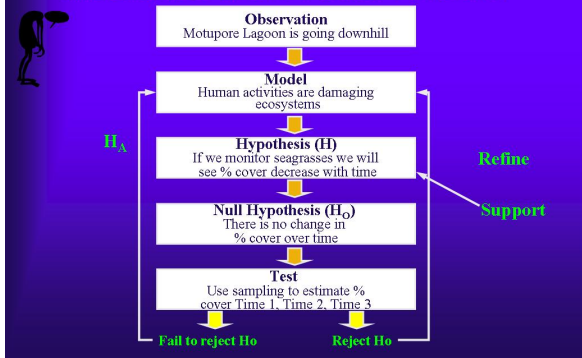 Observation
Motupore Lagoon is going downhill
Model
Human activities are damaging
ecosystems
H_A
Hypothesis (H)
If we monitor seagrasses we will
see % cover decrease with time
Refine
Support
Null Hypothesis (H_O)
There is no change in
% cover over time
Test
Use sampling to estimate %
cover Time 1, Time 2, Time 3
Fail to reject Ho
Reject Ho